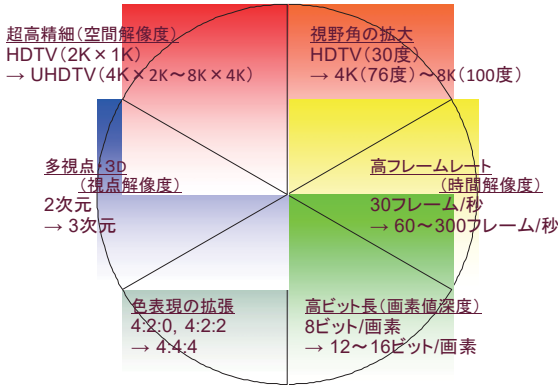 超高精細(空間解像度)
HDTV(2K×1K)
→ UHDTV(4K×2K～8K×4K)
視野角の拡大
HDTV(30度)
→ 4K(76度)～8K(100度)
多視点・3D
(視点解像度)
2次元
→ 3次元
高フレームレート
(時間解像度)
30フレーム/秒
→ 60～300フレーム/秒
色表現の拡張
4:2:0, 4:2:2
→ 4:4:4
高ビット長(画素値深度)
8ビット/画素
→ 12～16ビット/画素